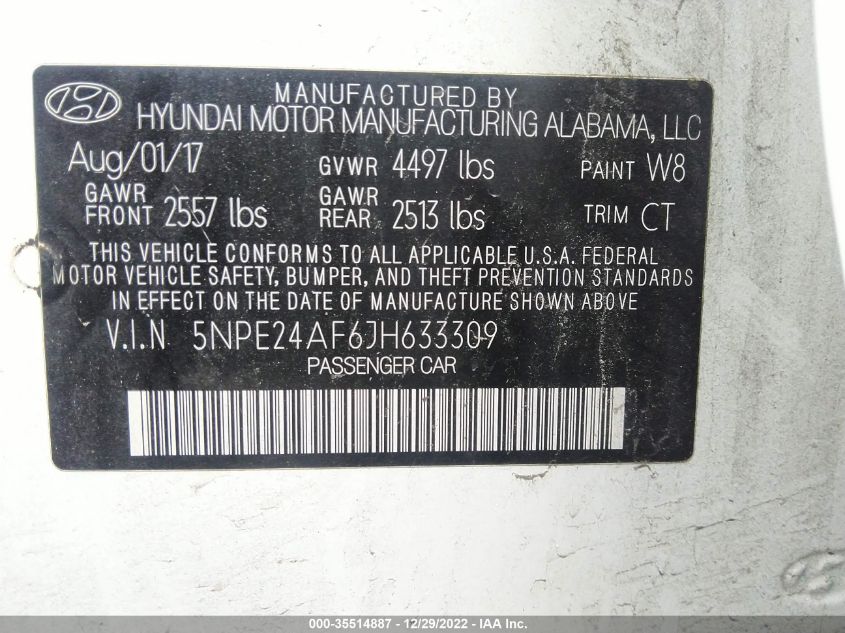 MANUFACTURED BY
HYUNDAI MOTOR MANUFACTURING ALABAMA, LLC
Aug/01/17 GVWR 4497 lbs PAINT W8
GAWR FRONT 2557 lbs GAWR REAR 2513 lbs TRIM CT
THIS VEHICLE CONFORMS TO ALL APPLICABLE U.S.A. FEDERAL
MOTOR VEHICLE SAFETY, BUMPER, AND THEFT PREVENTION STANDARDS
IN EFFECT ON THE DATE OF MANUFACTURE SHOWN ABOVE
V.I.N 5NPE24AF6JH633309
PASSENGER CAR
000-35514887 - 12/29/2022 - IAA Inc.